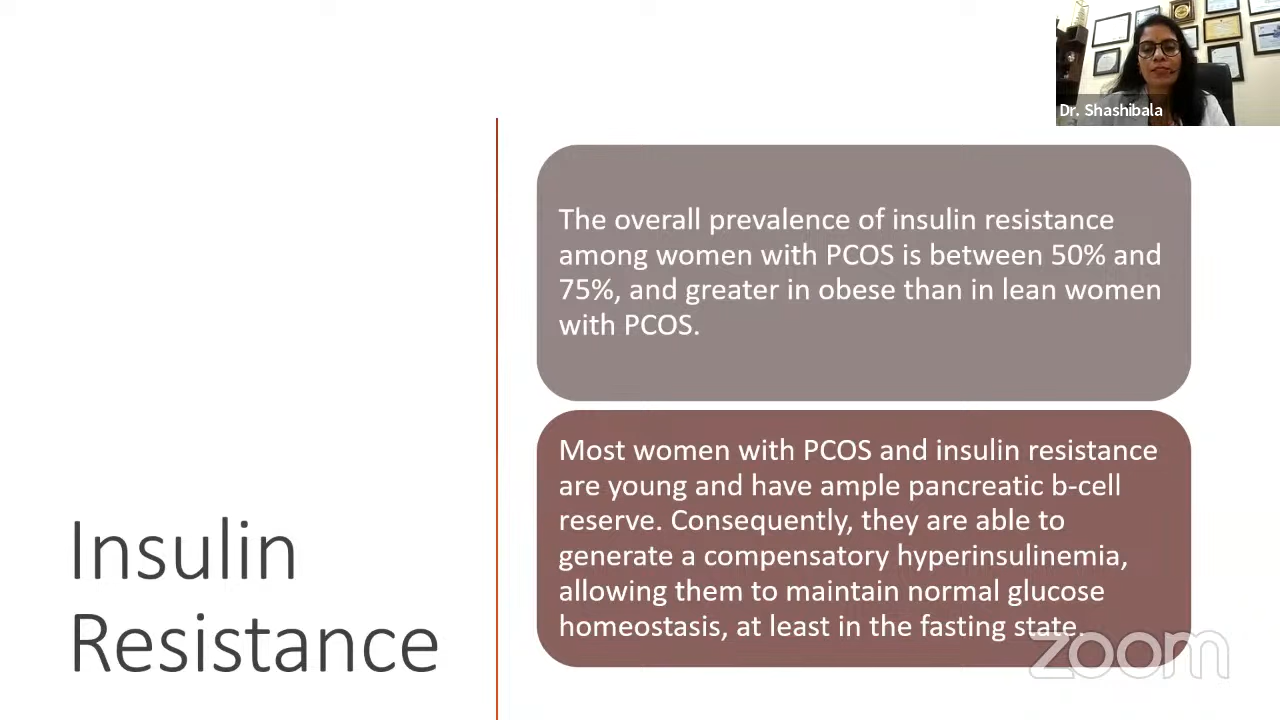 Dr. Shashibala
The overall prevalence of insulin resistance
among women with PCOS is between 50% and
75%, and greater in obese than in lean women
with PCOS.
Most women with PCOS and insulin resistance
are young and have ample pancreatic b-cell
reserve. Consequently, they are able to
generate a compensatory hyperinsulinemia,
allowing them to maintain normal glucose
homeostasis, at least in the fasting state.
Insulin
Resistance
zoom